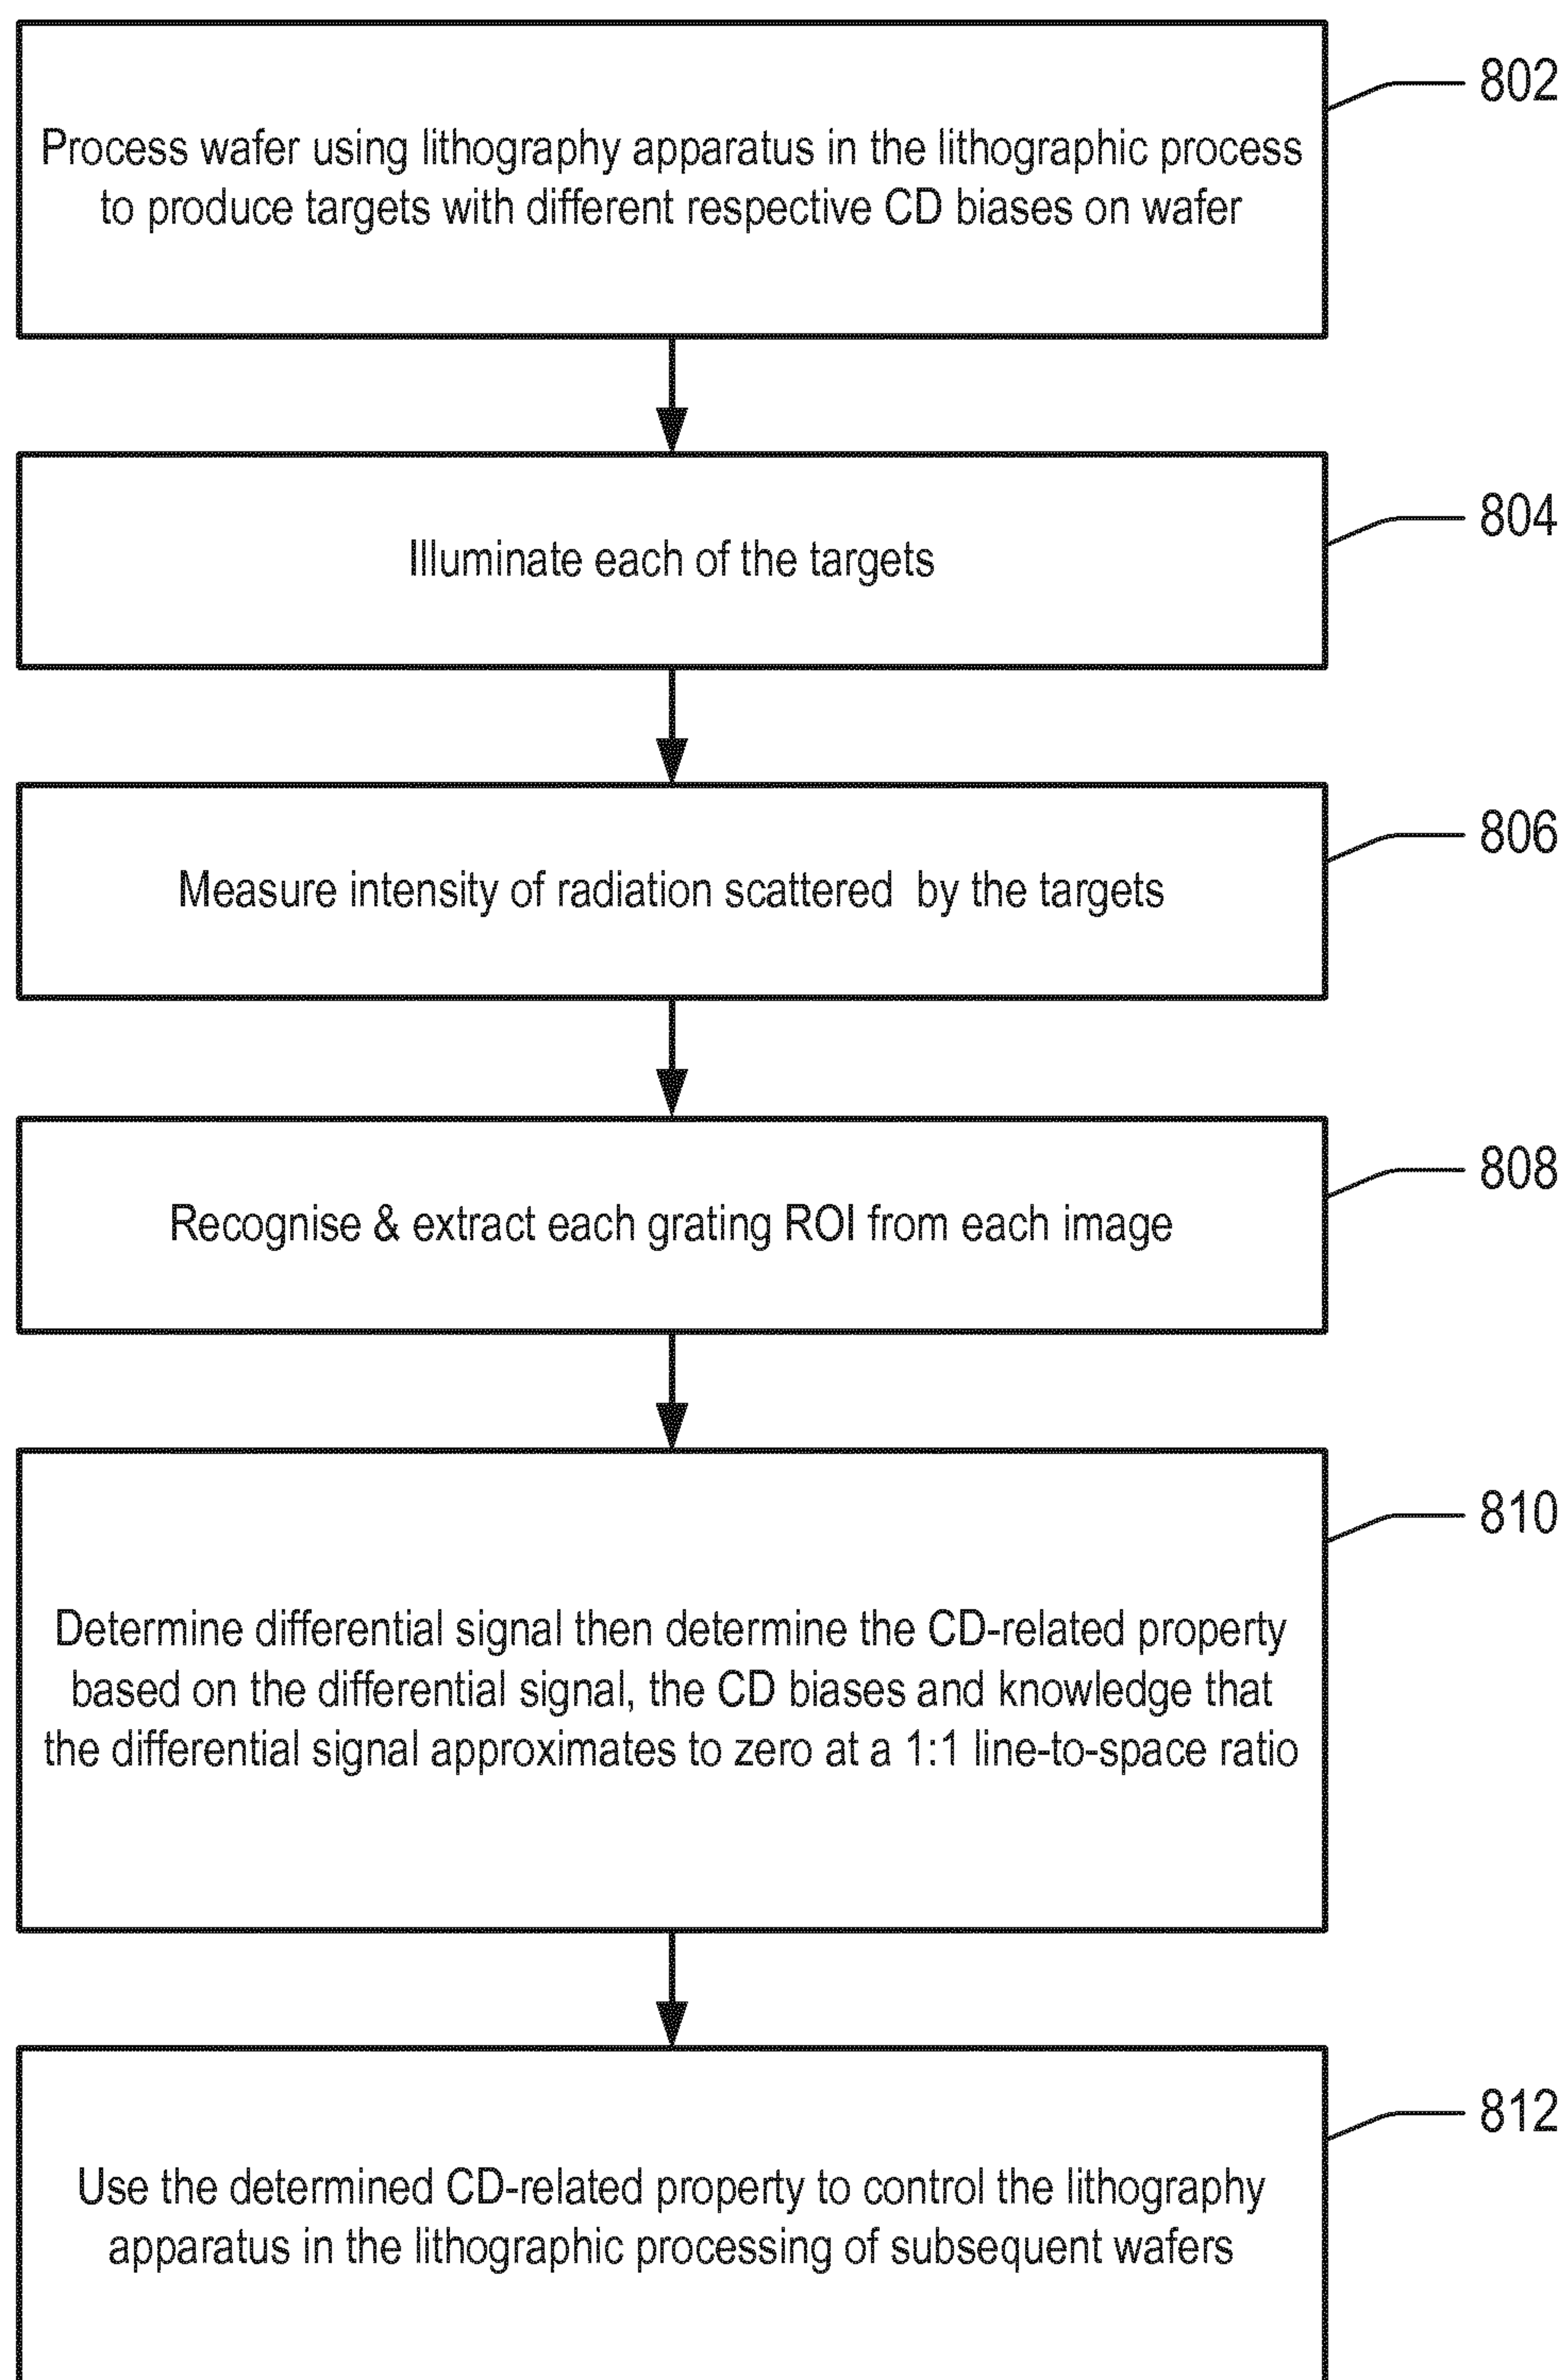 802
Process wafer using lithography apparatus in the lithographic process
to produce targets with different respective CD biases on wafer
804
Illuminate each of the targets
806
Measure intensity of radiation scattered by the targets
808
Recognise & extract each grating ROI from each image
810
Determine differential signal then determine the CD-related property
based on the differential signal, the CD biases and knowledge that
the differential signal approximates to zero at a 1:1 line-to-space ratio
812
Use the determined CD-related property to control the lithography
apparatus in the lithographic processing of subsequent wafers